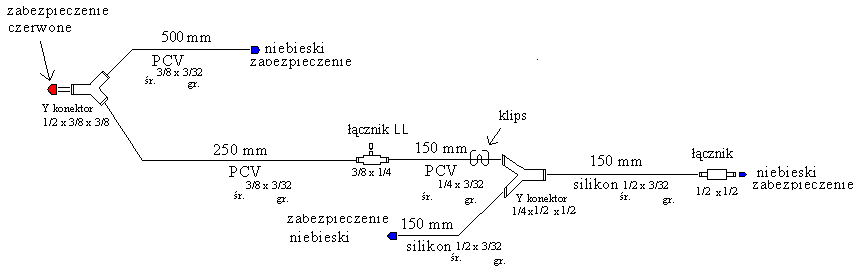 zabezpieczenie
czerwone
500 mm
PCV
śr. 3/8 x 3/32 gr.
niebieski
zabezpieczenie
Y konektor
1/2 x 3/8 x 3/8
250 mm
PCV
3/8 x 3/32
śr. gr.
łącznik LL
3/8 x 1/4
150 mm
PCV
1/4 x 3/32
śr. gr.
klips
Y konektor
1/4 x 1/2 x 1/2
150 mm
silikon 1/2 x 3/32
śr. gr.
łącznik
1/2 x 1/2
niebieski
zabezpieczenie
zabezpieczenie
niebieski
150 mm
silikon 1/2 x 3/32
śr. gr.